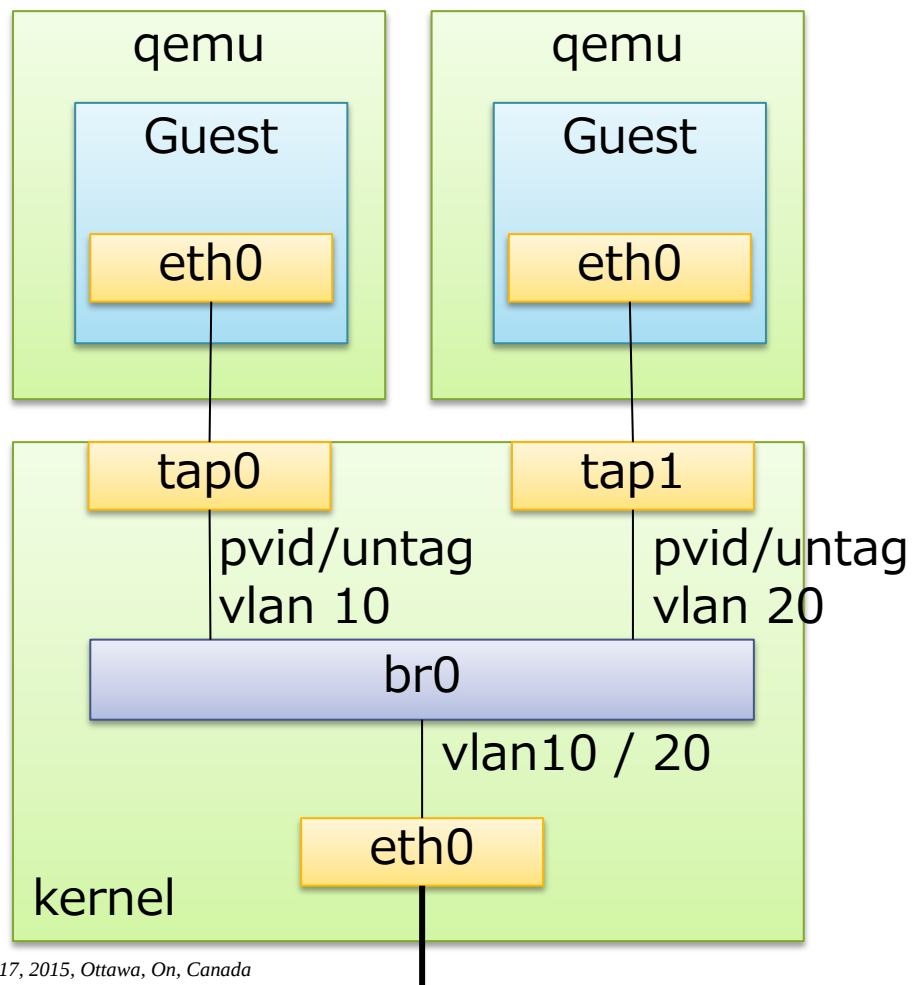 qemu
qemu
Guest
Guest
eth0
eth0
tap0
tap1
pvid/untag
vlan 10
pvid/untag
vlan 20
br0
vlan10 / 20
eth0
kernel
17, 2015, Ottawa, On, Canada